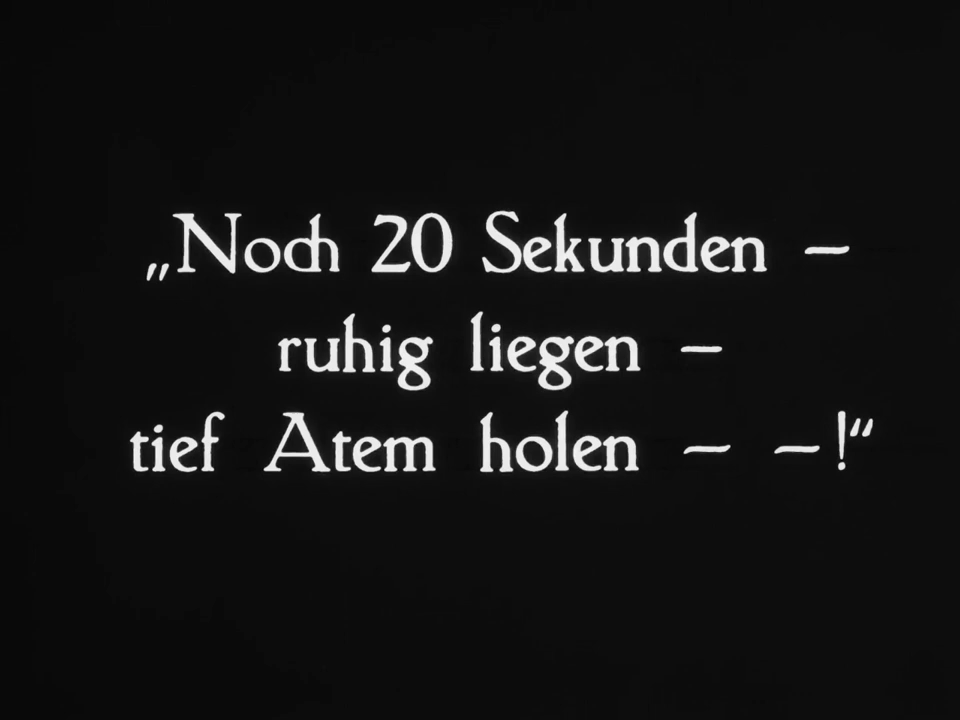 „Noch 20 Sekunden –
ruhig liegen –
tief Atem holen – –!“